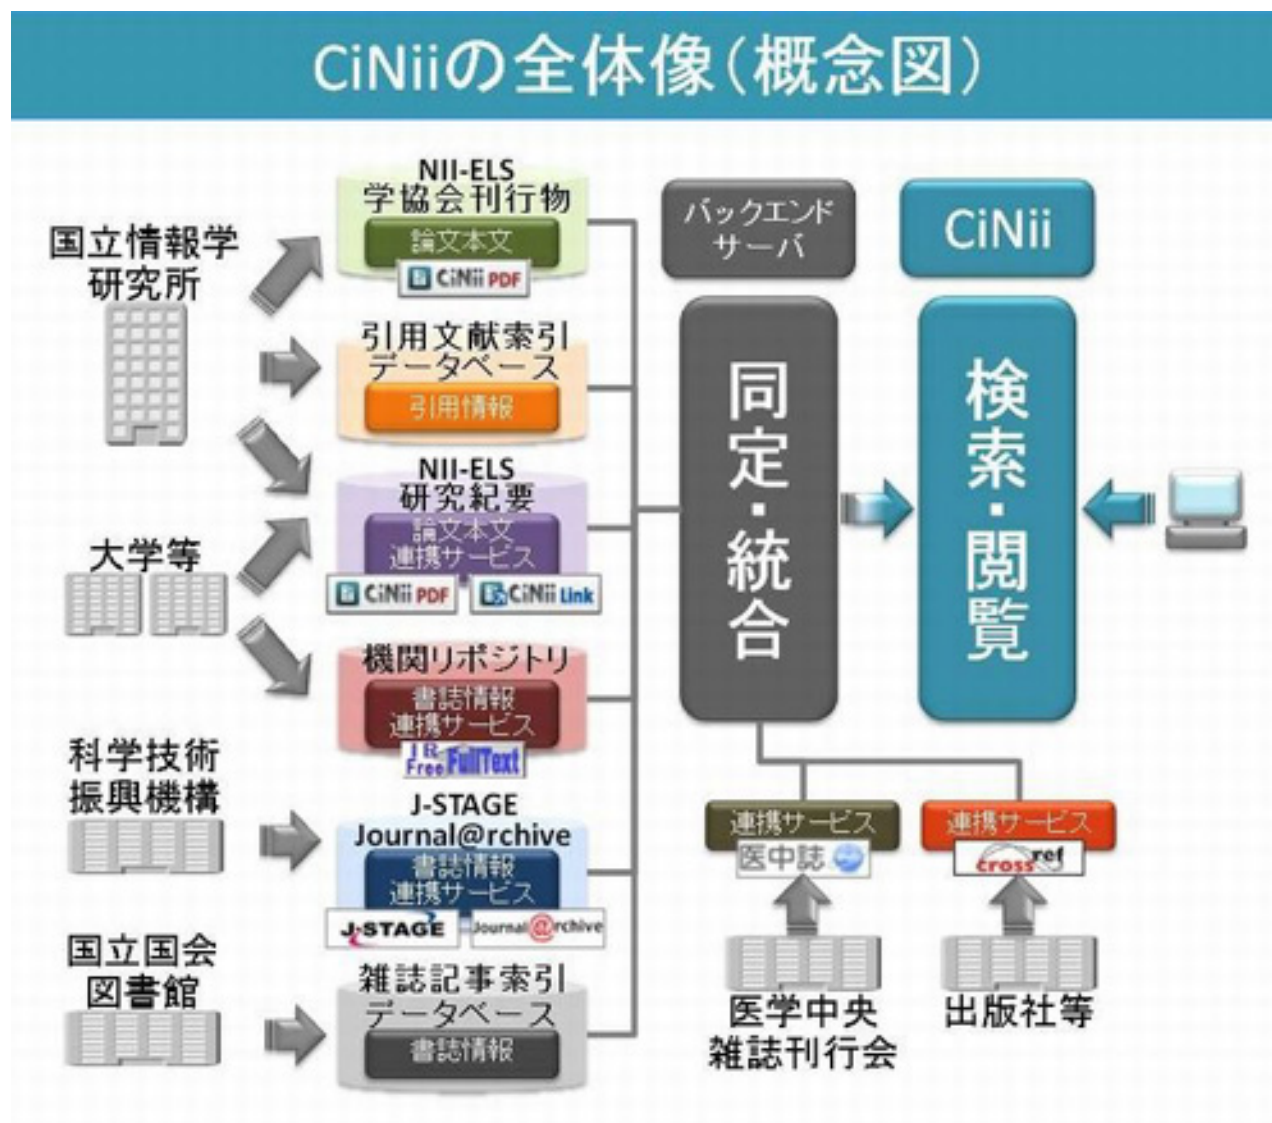 CiNiiの全体像(概念図)
国立情報学
研究所
大学等
科学技術
振興機構
国立国会
図書館
NII-ELS
学協会刊行物
論文本文
CiNii PDF
引用文献索引
データベース
引用情報
NII-ELS
研究紀要
論文本文
連携サービス
CiNii PDF
CiNii Link
機関リポジトリ
書誌情報
連携サービス
IR
Free FullText
J-STAGE
Journal@rchive
書誌情報
連携サービス
J-STAGE
Journal@rchive
雑誌記事索引
データベース
書誌情報
バックエンド
サーバ
同定・統合
CiNii
検索・閲覧
連携サービス
医中誌
医学中央
雑誌刊行会
連携サービス
crossref
出版社等